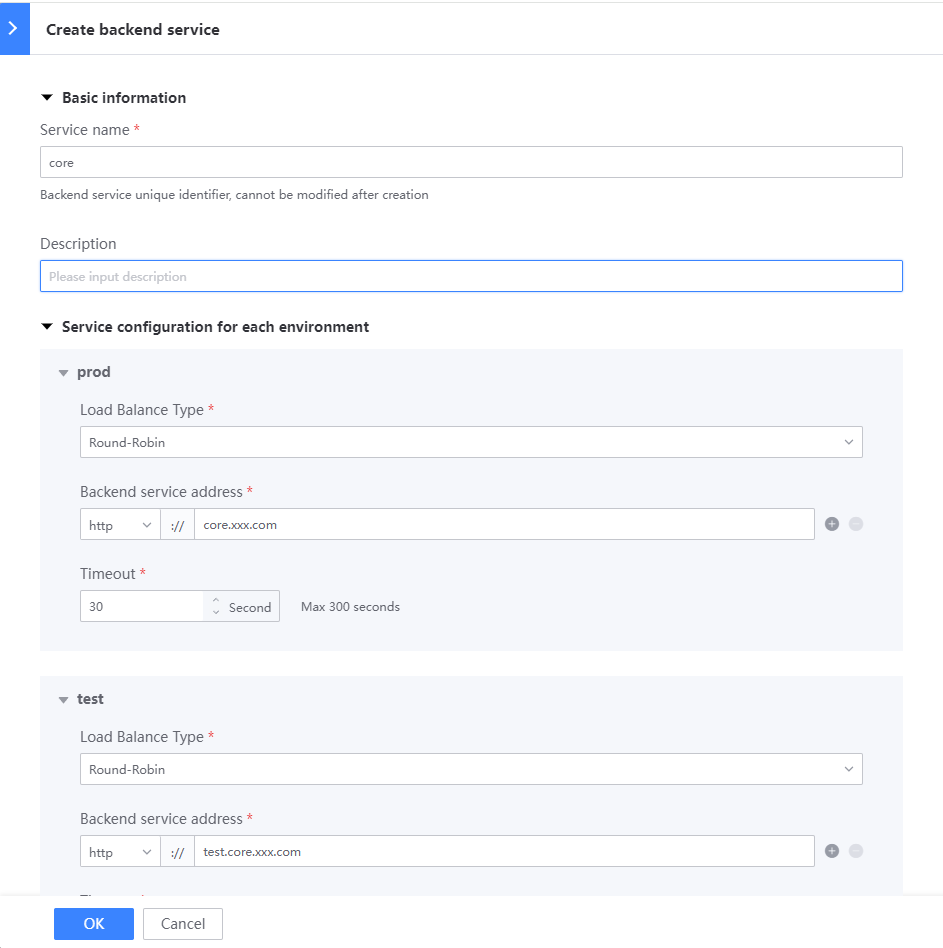 Create backend service
Basic information
Service name *
core
Backend service unique identifier, cannot be modified after creation
Description
Please input description
Service configuration for each environment
prod
Load Balance Type *
Round-Robin
Backend service address *
http :// core.xxx.com
Timeout *
30 Second Max 300 seconds
test
Load Balance Type *
Round-Robin
Backend service address *
http :// test.core.xxx.com
OK Cancel